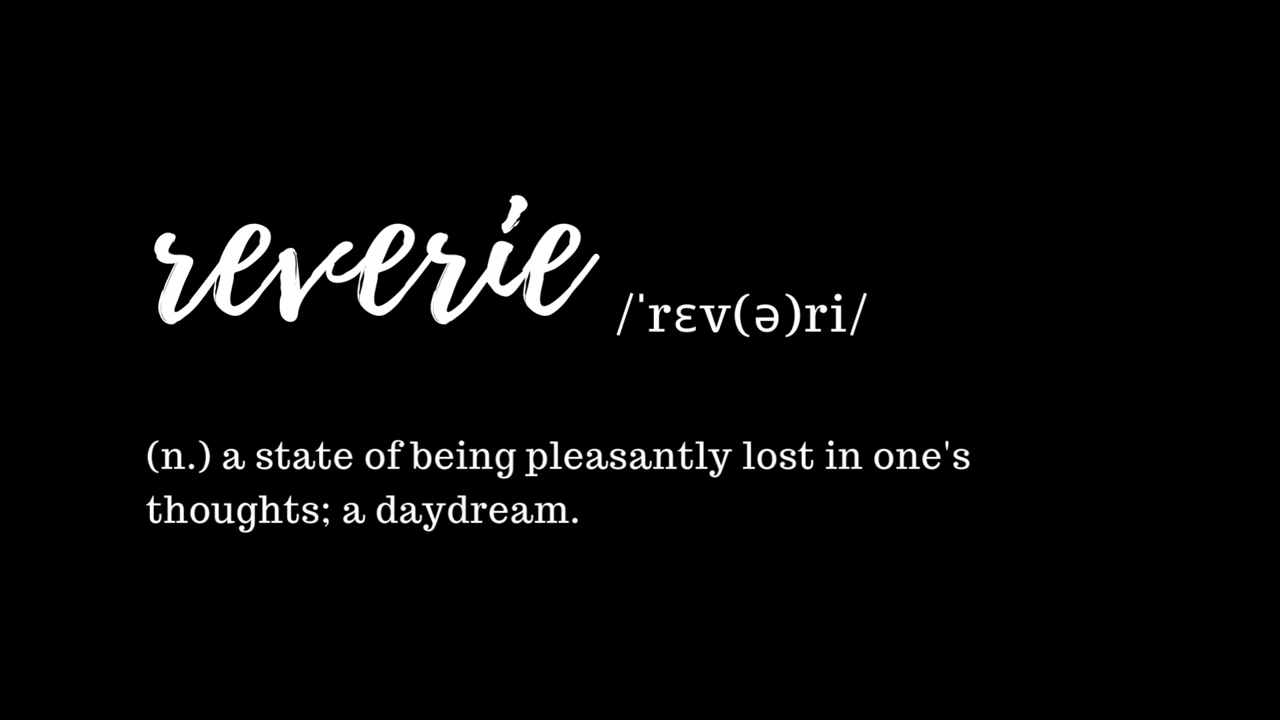 reverie /ˈrɛv(ə)ri/
(n.) a state of being pleasantly lost in one's
thoughts; a daydream.